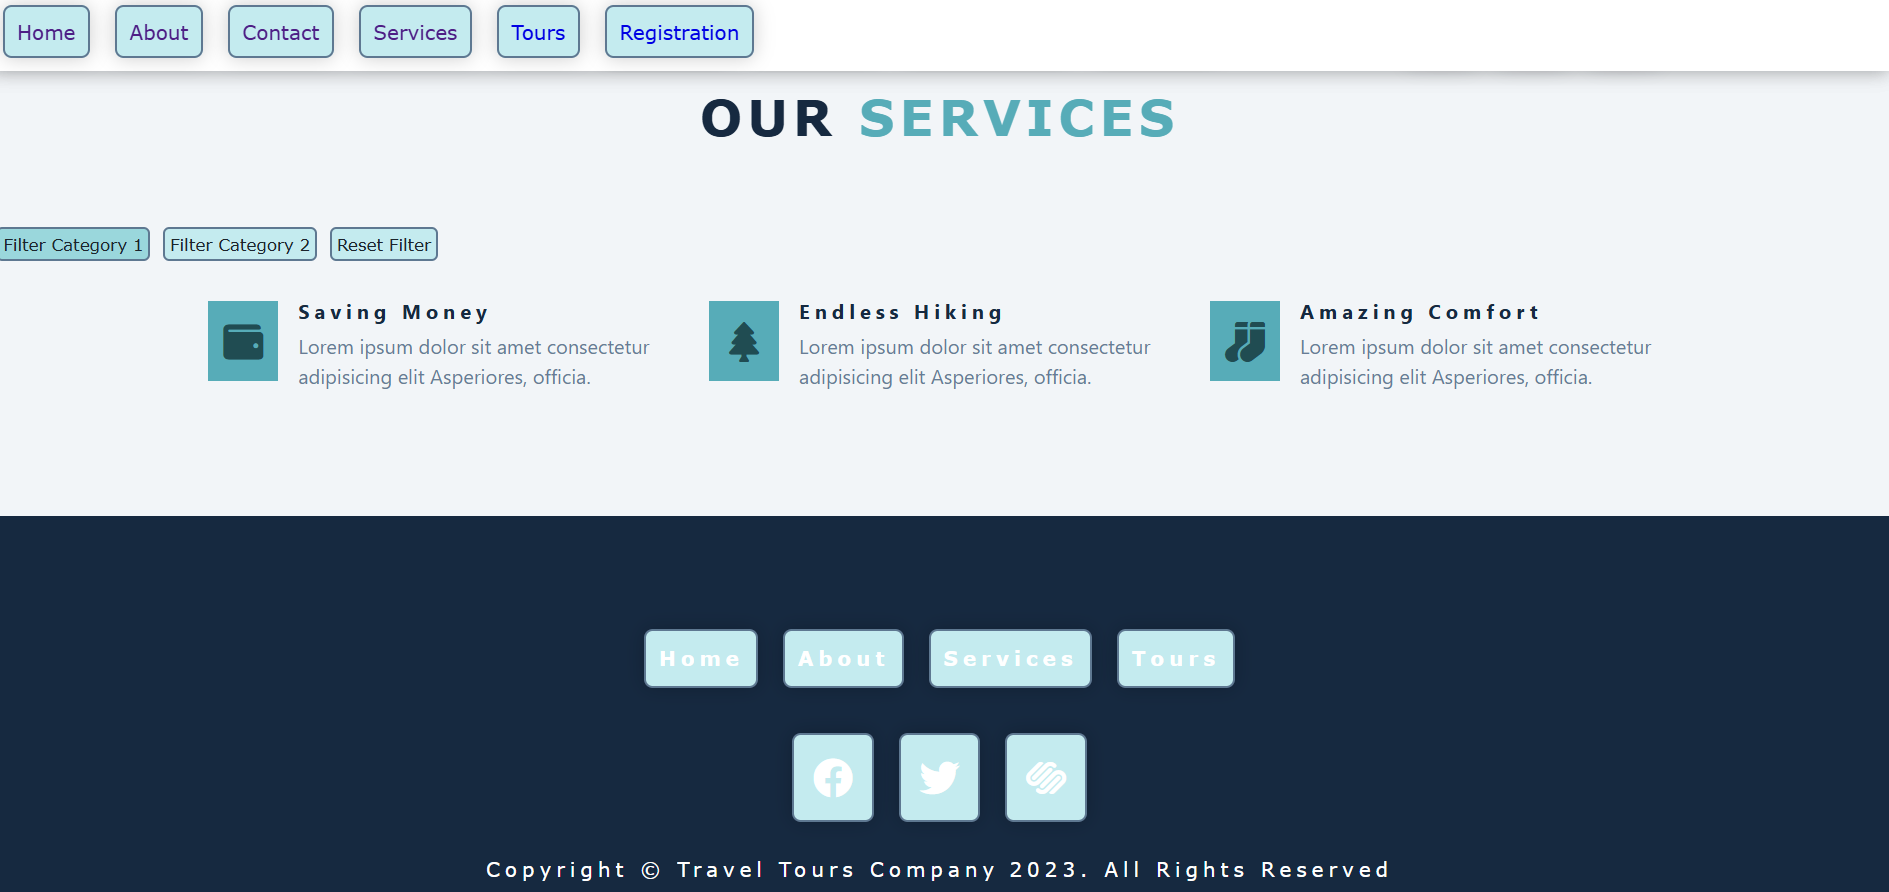 Home About Contact Services Tours Registration
OUR SERVICES
Filter Category 1 Filter Category 2 Reset Filter
Saving Money
Lorem ipsum dolor sit amet consectetur
adipisicing elit Asperiores, officia.
Endless Hiking
Lorem ipsum dolor sit amet consectetur
adipisicing elit Asperiores, officia.
Amazing Comfort
Lorem ipsum dolor sit amet consectetur
adipisicing elit Asperiores, officia.
Home About Services Tours
Copyright © Travel Tours Company 2023. All Rights Reserved